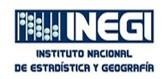 INEGI
INSTITUTO NACIONAL
DE ESTADÍSTICA Y GEOGRAFÍA